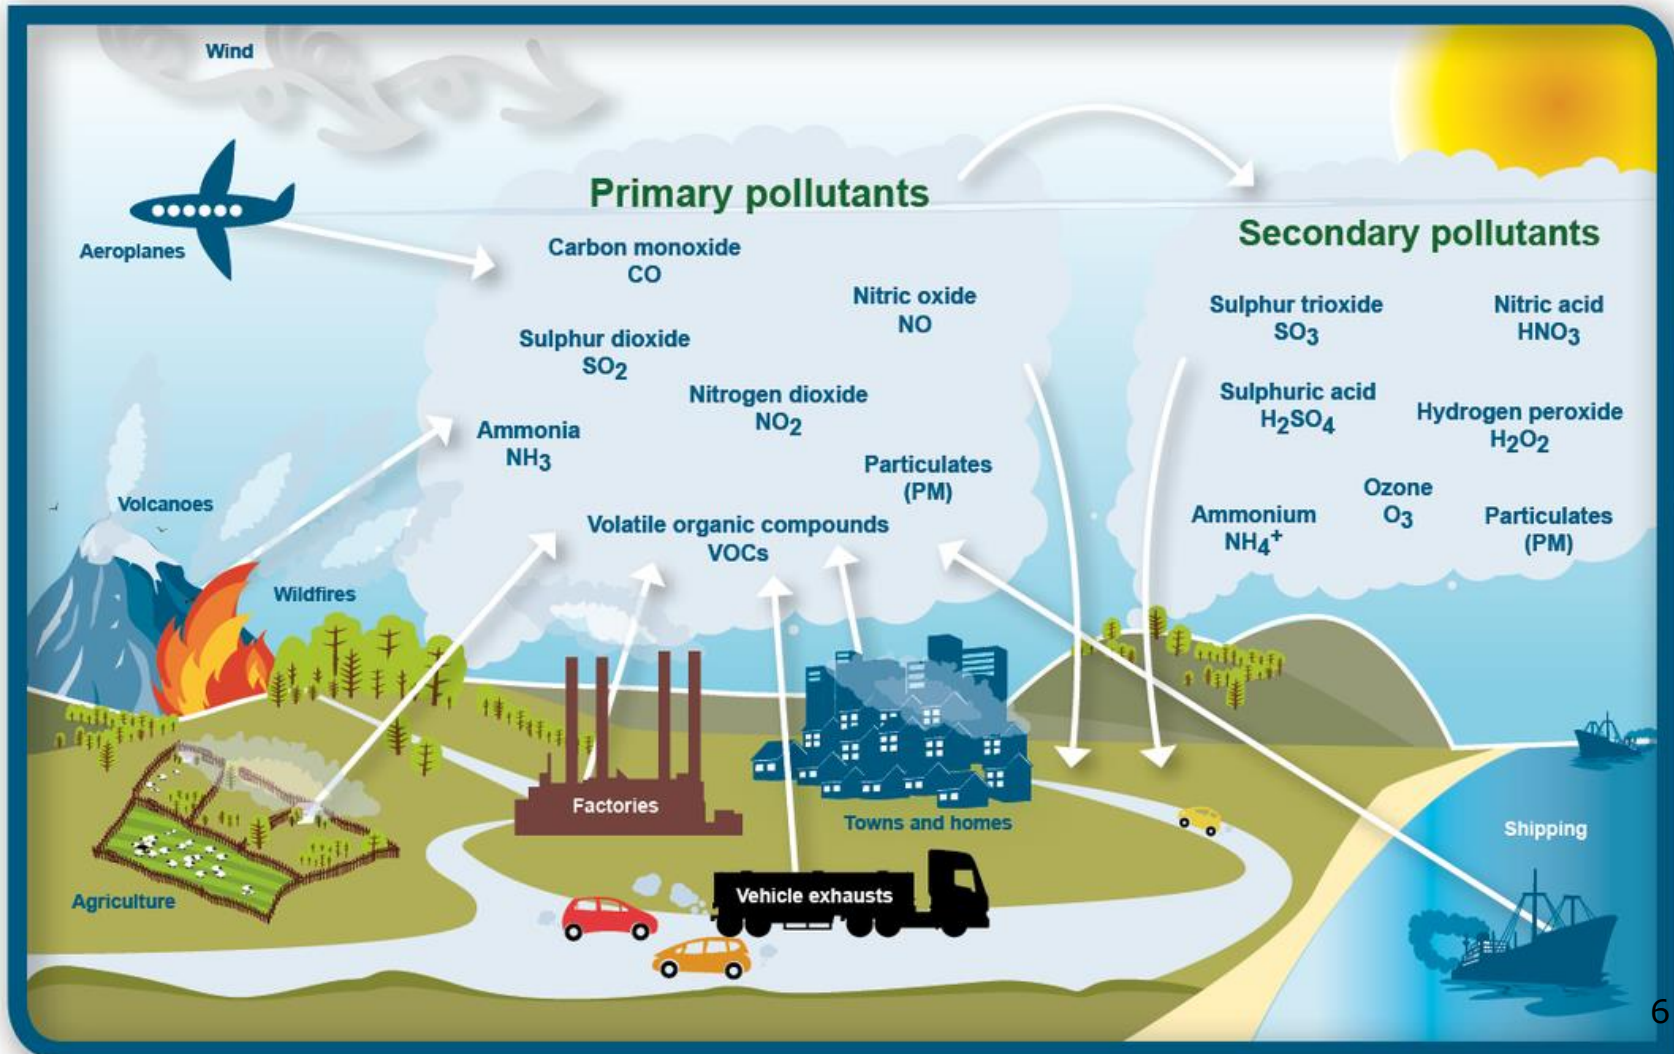 Wind
Aeroplanes
Primary pollutants
Carbon monoxide
CO
Nitric oxide
NO
Sulphur dioxide
SO₂
Nitrogen dioxide
NO₂
Ammonia
NH₃
Particulates
(PM)
Volatile organic compounds
VOCs
Secondary pollutants
Sulphur trioxide
SO₃
Nitric acid
HNO₃
Sulphuric acid
H₂SO₄
Hydrogen peroxide
H₂O₂
Ozone
O₃
Ammonium
NH₄⁺
Particulates
(PM)
Volcanoes
Wildfires
Factories
Towns and homes
Agriculture
Vehicle exhausts
Shipping
6